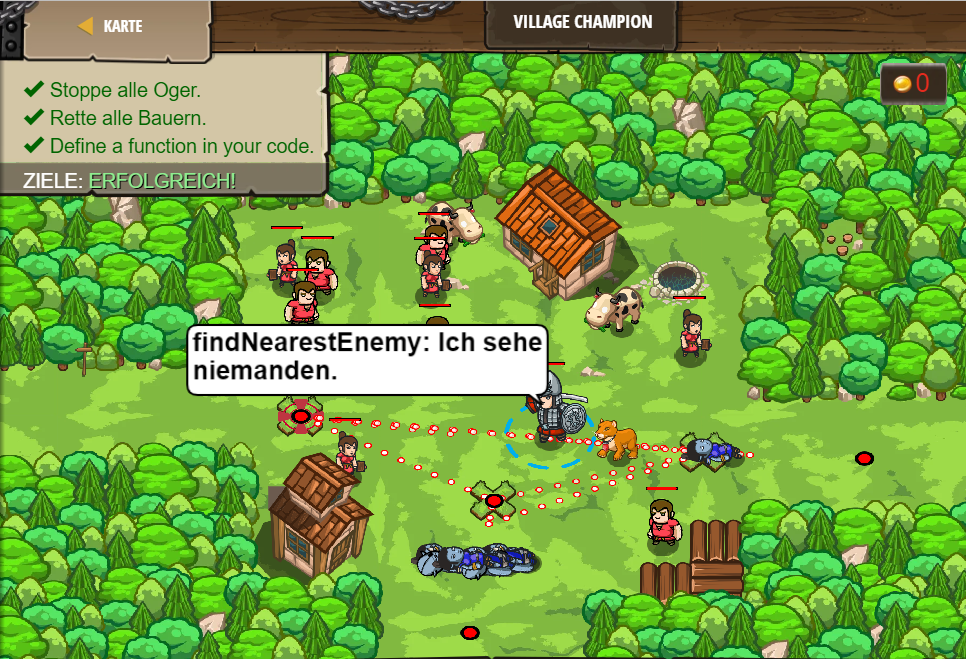 KARTE
VILLAGE CHAMPION
0
Stoppe alle Oger.
Rette alle Bauern.
Define a function in your code.
ZIELE: ERFOLGREICH!
findNearestEnemy: Ich sehe
niemanden.